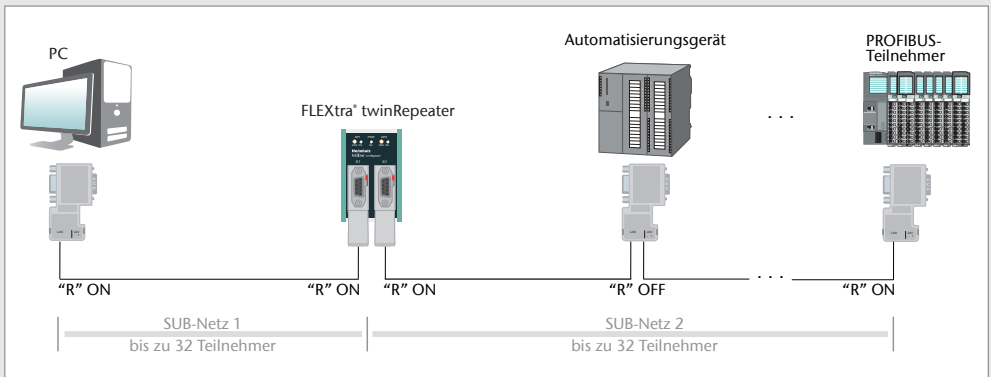 PC
FLEXtra® twinRepeater
Automatisierungsgerät
PROFIBUS-
Teilnehmer
. . .
Helmholz
. . .
“R” ON
“R” ON
“R” ON
“R” OFF
“R” ON
SUB-Netz 1
bis zu 32 Teilnehmer
SUB-Netz 2
bis zu 32 Teilnehmer